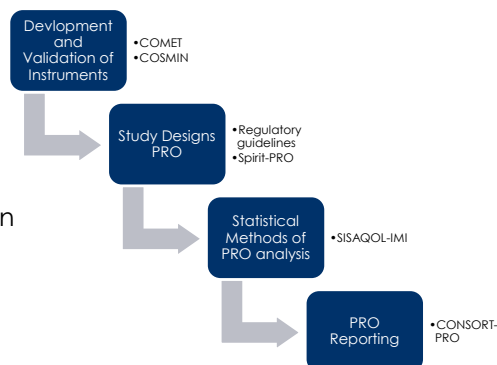 Devlopment
and
Validation of
Instruments
•COMET
•COSMIN
Study Designs
PRO
•Regulatory
guidelines
•Spirit-PRO
n
Statistical
Methods of
PRO analysis
•SISAQOL-IMI
PRO
Reporting
•CONSORT-
PRO